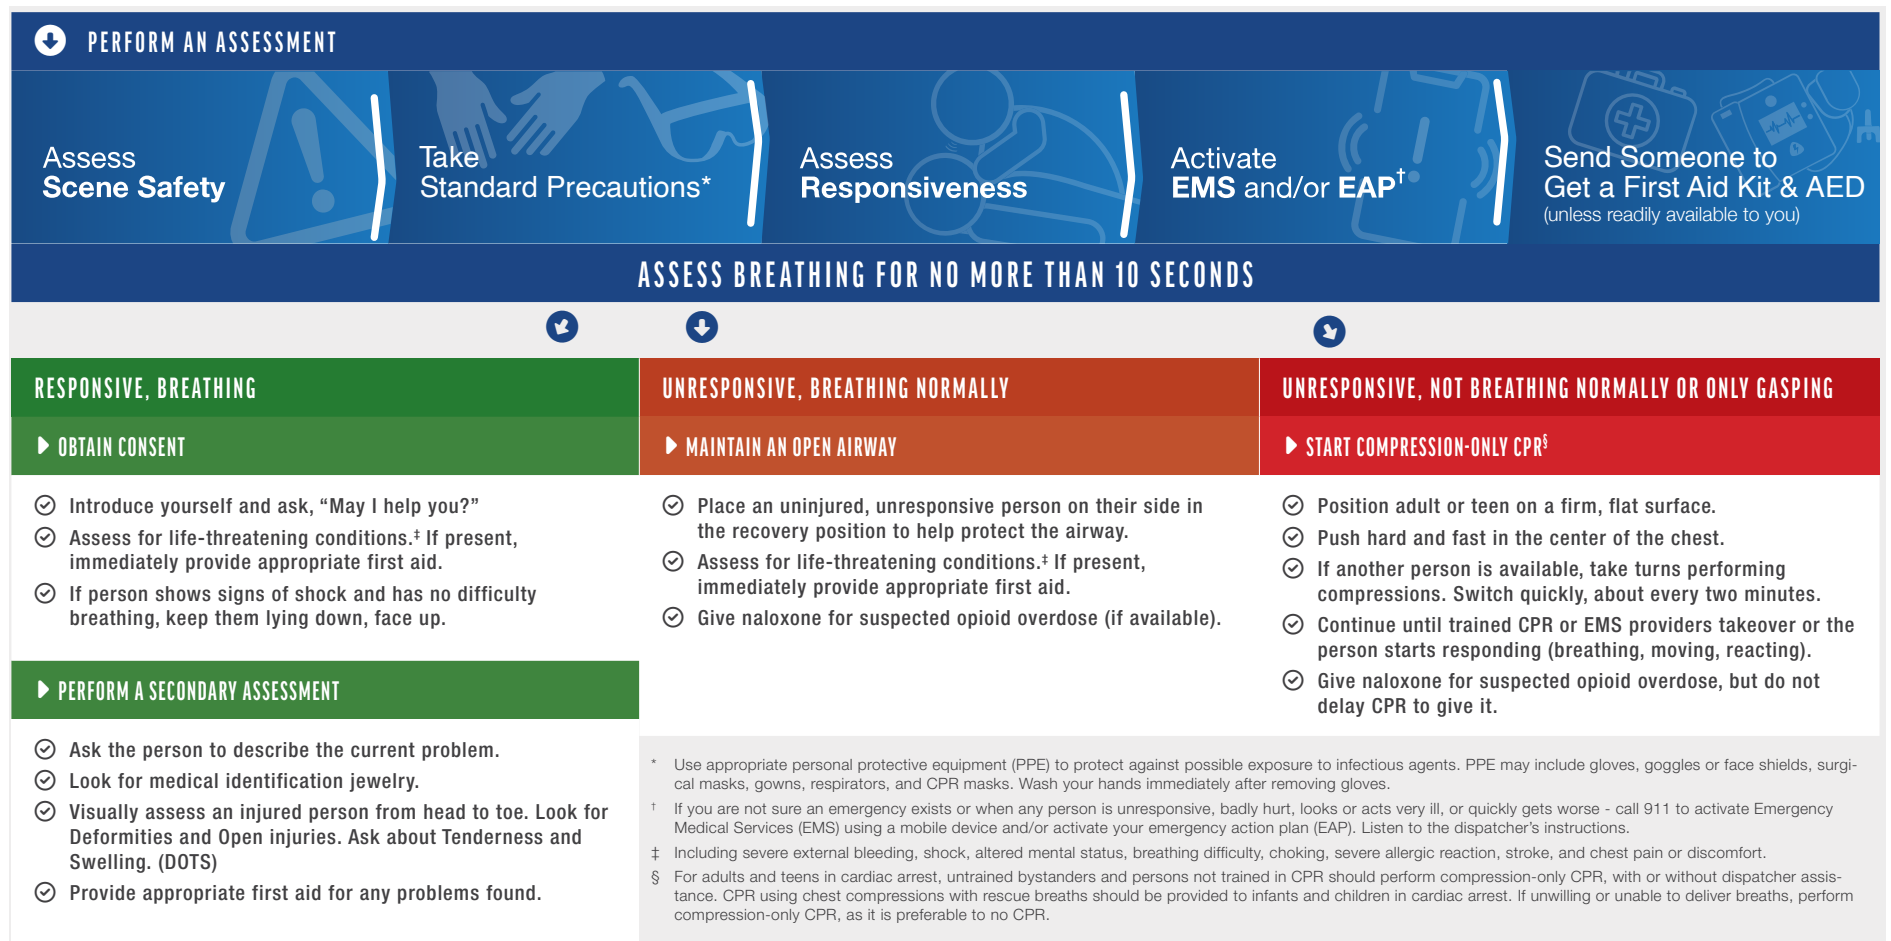 PERFORM AN ASSESSMENT
Assess
Scene Safety
Take
Standard Precautions*
Assess
Responsiveness
Activate
EMS and/or EAP†
Send Someone to
Get a First Aid Kit & AED
(unless readily available to you)
ASSESS BREATHING FOR NO MORE THAN 10 SECONDS
RESPONSIVE, BREATHING
OBTAIN CONSENT
Introduce yourself and ask, “May I help you?”
Assess for life-threatening conditions.‡ If present,
immediately provide appropriate first aid.
If person shows signs of shock and has no difficulty
breathing, keep them lying down, face up.
PERFORM A SECONDARY ASSESSMENT
Ask the person to describe the current problem.
Look for medical identification jewelry.
Visually assess an injured person from head to toe. Look for
Deformities and Open injuries. Ask about Tenderness and
Swelling. (DOTS)
Provide appropriate first aid for any problems found.
UNRESPONSIVE, BREATHING NORMALLY
MAINTAIN AN OPEN AIRWAY
Place an uninjured, unresponsive person on their side in
the recovery position to help protect the airway.
Assess for life-threatening conditions.‡ If present,
immediately provide appropriate first aid.
Give naloxone for suspected opioid overdose (if available).
UNRESPONSIVE, NOT BREATHING NORMALLY OR ONLY GASPING
START COMPRESSION-ONLY CPR§
Position adult or teen on a firm, flat surface.
Push hard and fast in the center of the chest.
If another person is available, take turns performing
compressions. Switch quickly, about every two minutes.
Continue until trained CPR or EMS providers takeover or the
person starts responding (breathing, moving, reacting).
Give naloxone for suspected opioid overdose, but do not
delay CPR to give it.
* Use appropriate personal protective equipment (PPE) to protect against possible exposure to infectious agents. PPE may include gloves, goggles or face shields, surgi-
cal masks, gowns, respirators, and CPR masks. Wash your hands immediately after removing gloves.
† If you are not sure an emergency exists or when any person is unresponsive, badly hurt, looks or acts very ill, or quickly gets worse - call 911 to activate Emergency
Medical Services (EMS) using a mobile device and/or activate your emergency action plan (EAP). Listen to the dispatcher’s instructions.
‡ Including severe external bleeding, shock, altered mental status, breathing difficulty, choking, severe allergic reaction, stroke, and chest pain or discomfort.
§ For adults and teens in cardiac arrest, untrained bystanders and persons not trained in CPR should perform compression-only CPR, with or without dispatcher assis-
tance. CPR using chest compressions with rescue breaths should be provided to infants and children in cardiac arrest. If unwilling or unable to deliver breaths, perform
compression-only CPR, as it is preferable to no CPR.